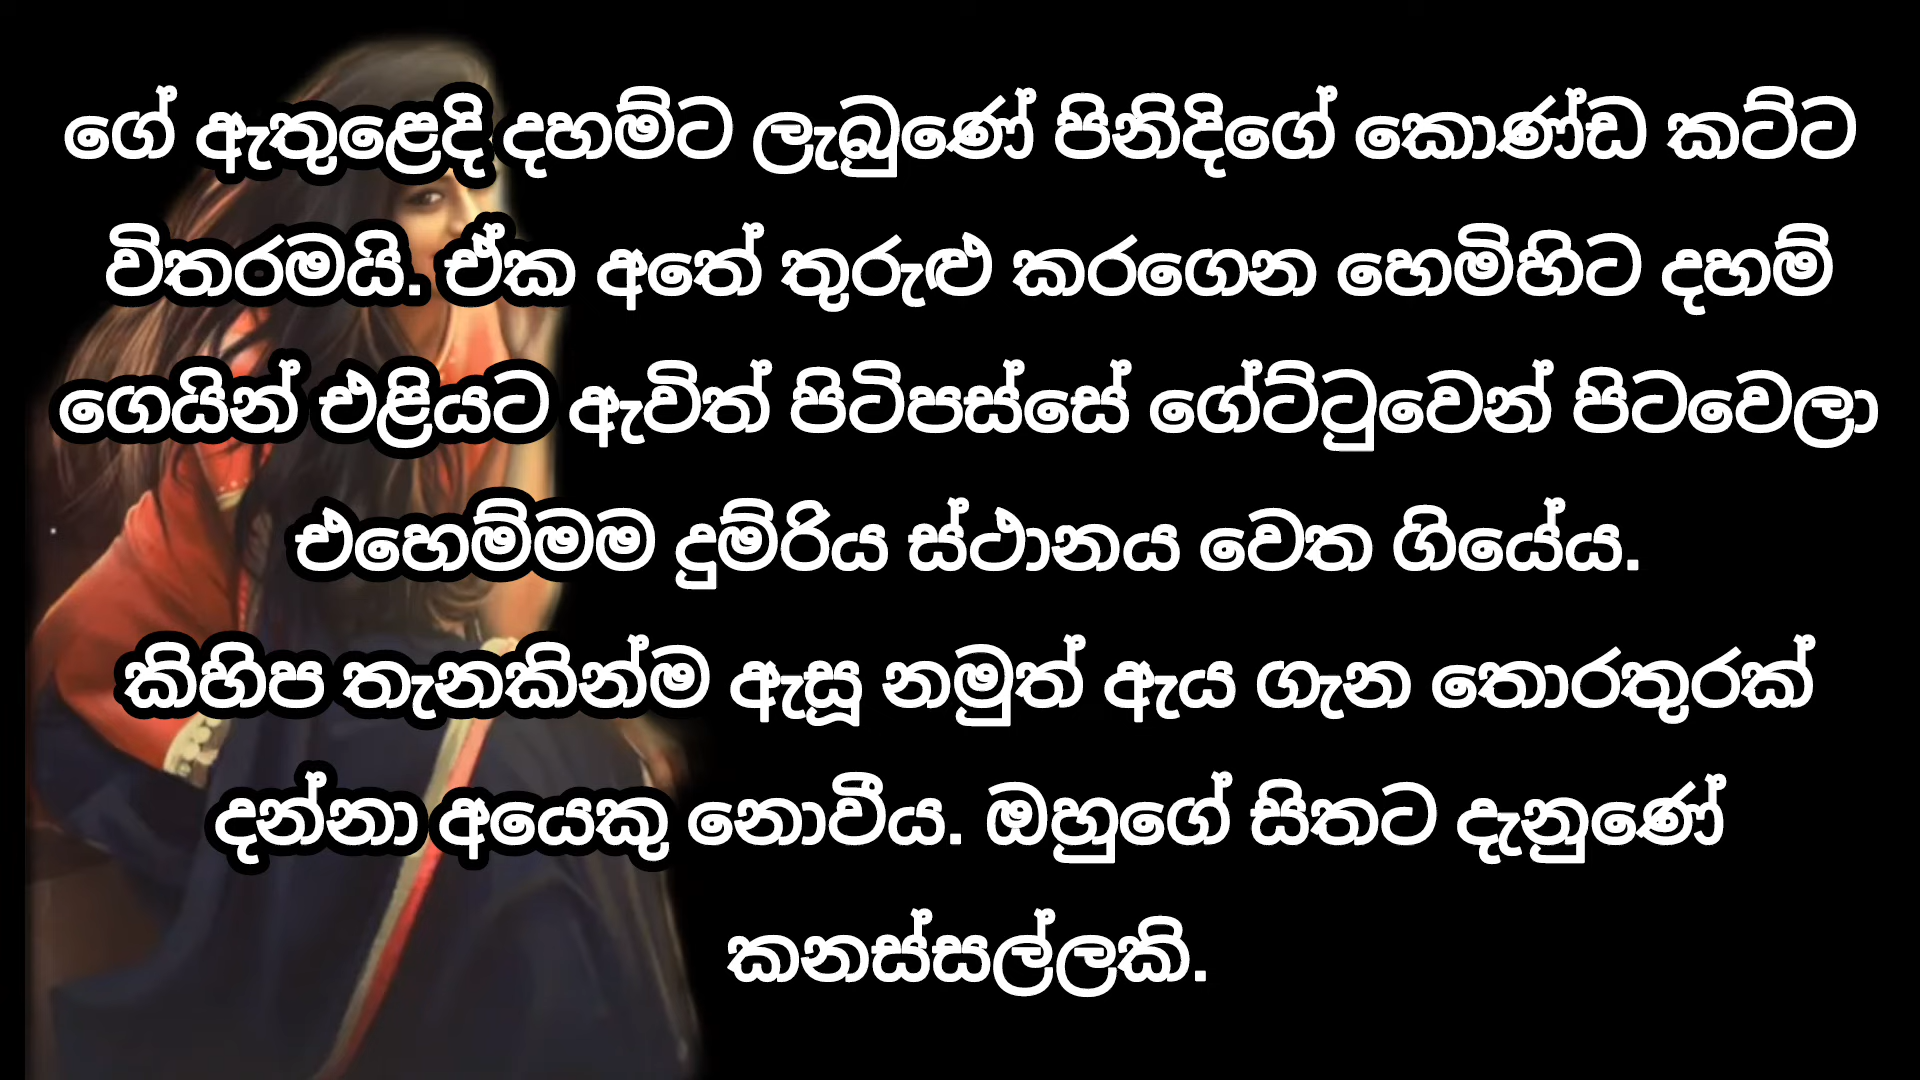 ගේ ඇතුළෙදි දහම්ට ලැබුණේ පිනිදිගේ කොණ්ඩ කට්ට
විතරමයි. ඒක අතේ තුරුළු කරගෙන හෙමිහිට දහම්
ගෙයින් එළියට ඇවිත් පිටිපස්සේ ගේට්ටුවෙන් පිටවෙලා
එහෙම්මම දුම්රිය ස්ථානය වෙත ගියේය.
කිහිප තැනකින්ම ඇසූ නමුත් ඇය ගැන තොරතුරක්
දන්නා අයෙකු නොවීය. ඔහුගේ සිතට දැනුණේ
කනස්සල්ලකි.